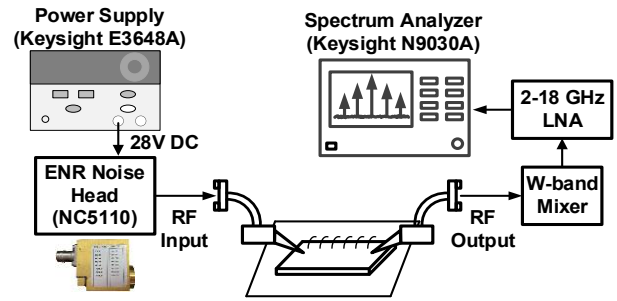 Power Supply
(Keysight E3648A)
Spectrum Analyzer
(Keysight N9030A)
28V DC
2-18 GHz
LNA
ENR Noise
Head
(NC5110)
RF
Input
RF
Output
W-band
Mixer